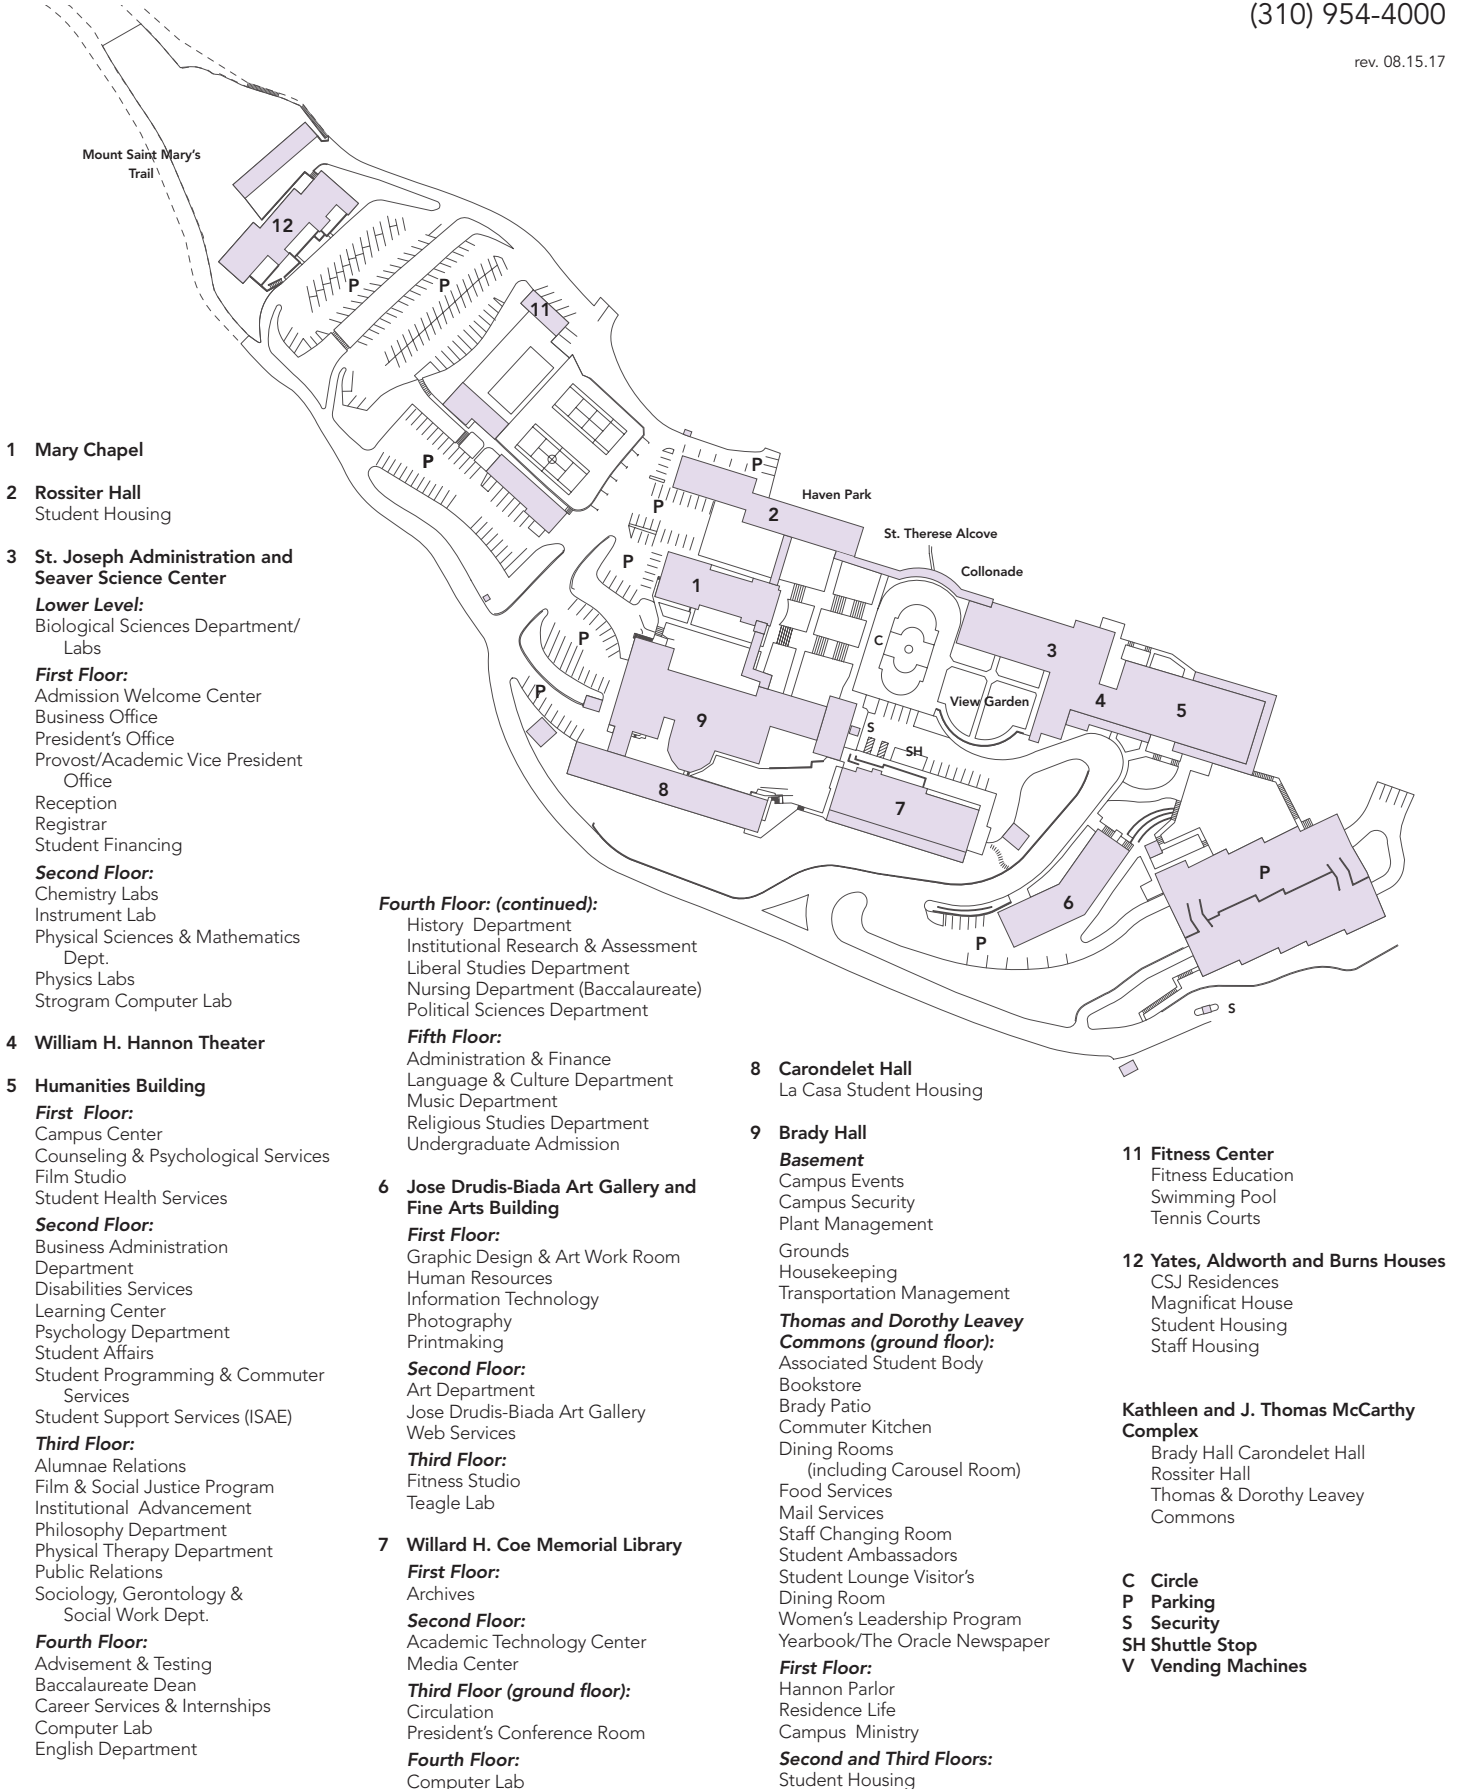 (310) 954-4000
rev. 08.15.17
Mount Saint Mary's
Trail
12
P
P
11
P
P
Haven Park
2
P
St. Therese Alcove
P
Collonade
1
P
C
3
P
View Garden
4
5
9
S
SH
8
7
P
6
P
S
1 Mary Chapel
2 Rossiter Hall
Student Housing
3 St. Joseph Administration and
Seaver Science Center
Lower Level:
Biological Sciences Department/
Labs
First Floor:
Admission Welcome Center
Business Office
President's Office
Provost/Academic Vice President
Office
Reception
Registrar
Student Financing
Second Floor:
Chemistry Labs
Instrument Lab
Physical Sciences & Mathematics
Dept.
Physics Labs
Strogram Computer Lab
4 William H. Hannon Theater
5 Humanities Building
First Floor:
Campus Center
Counseling & Psychological Services
Film Studio
Student Health Services
Second Floor:
Business Administration
Department
Disabilities Services
Learning Center
Psychology Department
Student Affairs
Student Programming & Commuter
Services
Student Support Services (ISAE)
Third Floor:
Alumnae Relations
Film & Social Justice Program
Institutional Advancement
Philosophy Department
Physical Therapy Department
Public Relations
Sociology, Gerontology &
Social Work Dept.
Fourth Floor:
Advisement & Testing
Baccalaureate Dean
Career Services & Internships
Computer Lab
English Department
Fourth Floor: (continued):
History Department
Institutional Research & Assessment
Liberal Studies Department
Nursing Department (Baccalaureate)
Political Sciences Department
Fifth Floor:
Administration & Finance
Language & Culture Department
Music Department
Religious Studies Department
Undergraduate Admission
6 Jose Drudis-Biada Art Gallery and
Fine Arts Building
First Floor:
Graphic Design & Art Work Room
Human Resources
Information Technology
Photography
Printmaking
Second Floor:
Art Department
Jose Drudis-Biada Art Gallery
Web Services
Third Floor:
Fitness Studio
Teagle Lab
7 Willard H. Coe Memorial Library
First Floor:
Archives
Second Floor:
Academic Technology Center
Media Center
Third Floor (ground floor):
Circulation
President's Conference Room
Fourth Floor:
Computer Lab
8 Carondelet Hall
La Casa Student Housing
9 Brady Hall
Basement
Campus Events
Campus Security
Plant Management
Grounds
Housekeeping
Transportation Management
Thomas and Dorothy Leavey
Commons (ground floor):
Associated Student Body
Bookstore
Brady Patio
Commuter Kitchen
Dining Rooms
(including Carousel Room)
Food Services
Mail Services
Staff Changing Room
Student Ambassadors
Student Lounge Visitor's
Dining Room
Women's Leadership Program
Yearbook/The Oracle Newspaper
First Floor:
Hannon Parlor
Residence Life
Campus Ministry
Second and Third Floors:
Student Housing
11 Fitness Center
Fitness Education
Swimming Pool
Tennis Courts
12 Yates, Aldworth and Burns Houses
CSJ Residences
Magnificat House
Student Housing
Staff Housing
Kathleen and J. Thomas McCarthy
Complex
Brady Hall Carondelet Hall
Rossiter Hall
Thomas & Dorothy Leavey
Commons
C Circle
P Parking
S Security
SH Shuttle Stop
V Vending Machines